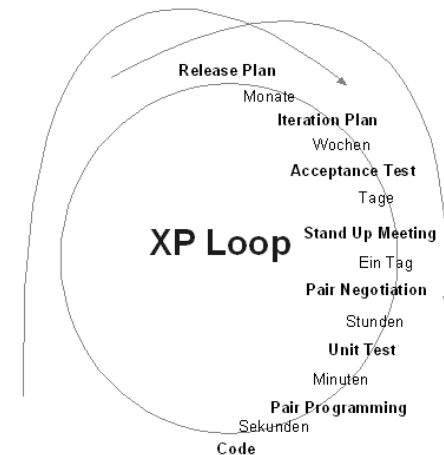 Release Plan
Monate
Iteration Plan
Wochen
Acceptance Test
Tage
XP Loop
Stand Up Meeting
Ein Tag
Pair Negotiation
Stunden
Unit Test
Minuten
Pair Programming
Sekunden
Code